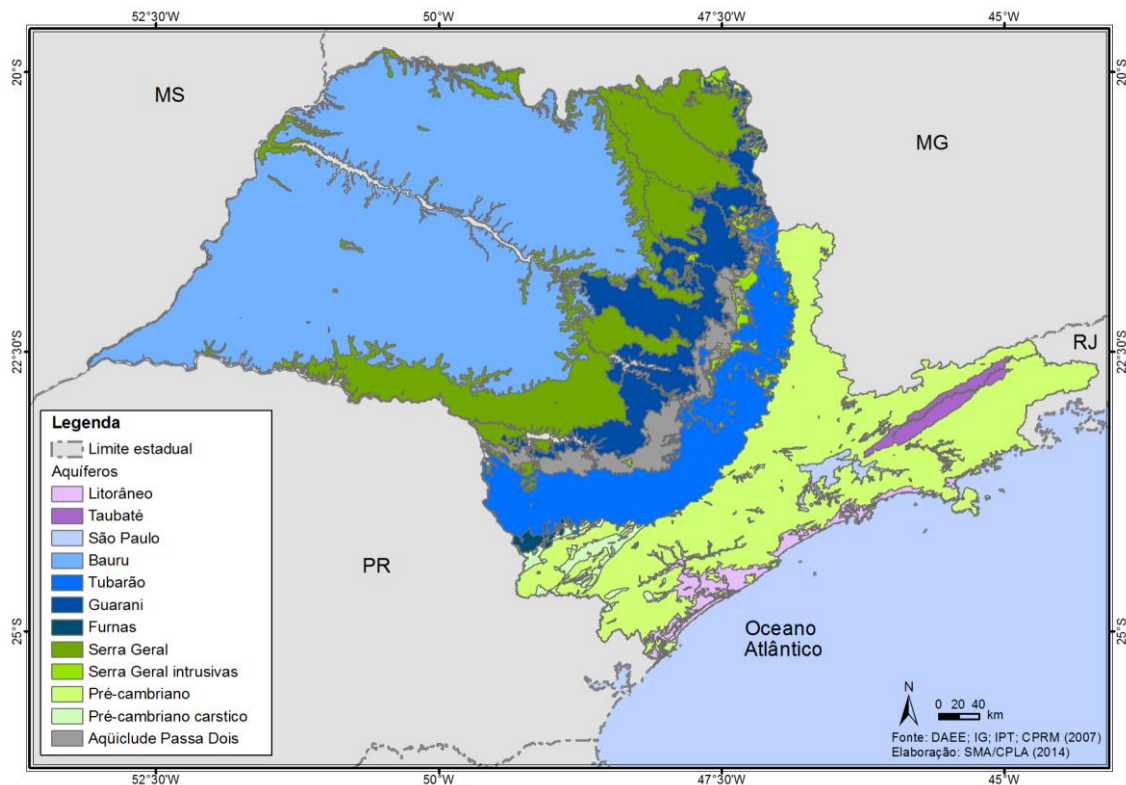 52°30'W
50°W
47°30'W
45°W
20°S
20°S
MS
MG
22°30'S
RJ
22°30'S
Legenda
Limite estadual
Aquíferos
Litorâneo
Taubaté
São Paulo
Bauru
Tubarão
Guarani
Furnas
Serra Geral
Serra Geral intrusivas
Pré-cambriano
Pré-cambriano carstico
Aqüiclude Passa Dois
PR
25°S
Oceano
Atlântico
25°S
N
0 20 40
km
Fonte: DAEE; IG; IPT; CPRM (2007)
Elaboração: SMA/CPLA (2014)
52°30'W
50°W
47°30'W
45°W